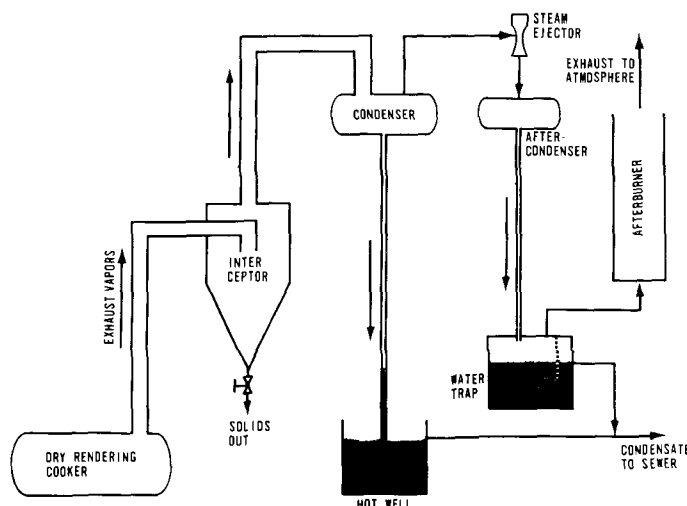 STEAM
EJECTOR
EXHAUST TO
ATMOSPHERE
CONDENSER
AFTER-
CONDENSER
AFTERBURNER
EXHAUST VAPORS
INTER
CEPTOR
WATER
TRAP
SOLIDS
OUT
DRY RENDERING
COOKER
CONDENSATE
TO SEWER
HOT WELL